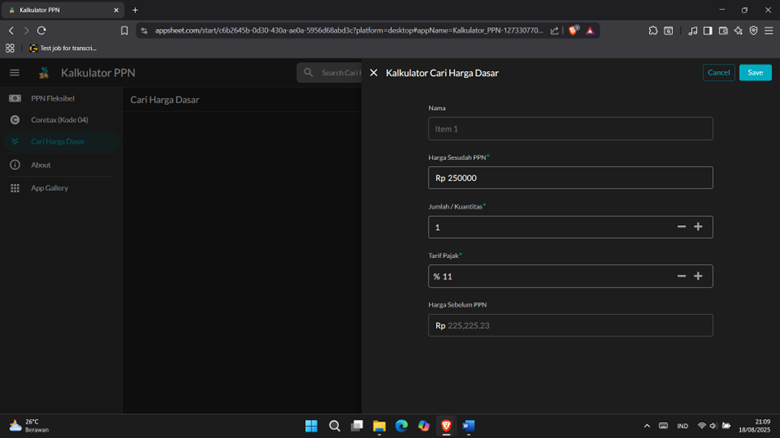 Kalkulator PPN
appsheet.com/start/c6b2645b-0d30-430a-ae0a-5956d68abd3c?platform=desktop#appName=Kalkulator_PPN-127330770...
Test job for transcri...
Kalkulator PPN
Search Cari H
Kalkulator Cari Harga Dasar
Cancel
Save
PPN Fleksibel
Coretax (Kode 04)
Cari Harga Dasar
About
App Gallery
Cari Harga Dasar
Nama
Item 1
Harga Sesudah PPN*
Rp 250000
Jumlah / Kuantitas*
1
Tarif Pajak*
% 11
Harga Sebelum PPN
Rp 225,225.23
26°C
Berawan
IND
21:09
18/08/2025